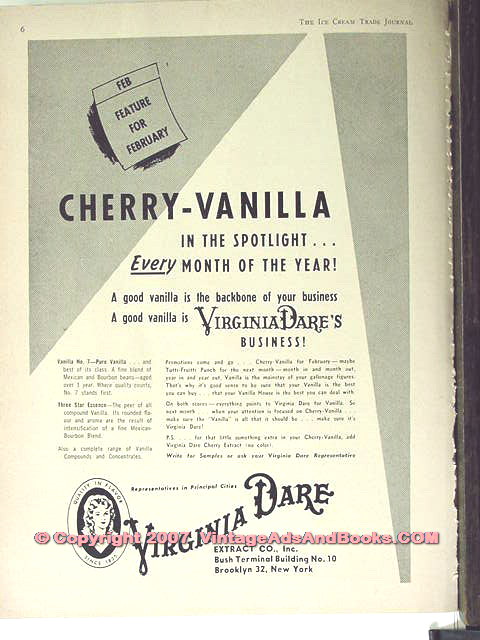 6
THE ICE CREAM TRADE JOURNAL
FEB
FEATURE
FOR
FEBRUARY
CHERRY-VANILLA
IN THE SPOTLIGHT...
Every MONTH OF THE YEAR!
A good vanilla is the backbone of your business
A good vanilla is VIRGINIA DARE'S
BUSINESS!
Vanilla No. 7—Pure Vanilla . . . and
best of its class. A fine blend of
Mexican and Bourbon beans—aged
over 1 year. Where quality counts,
No. 7 stands first.
Three Star Essence—The peer of all
compound Vanilla. Its rounded fla-
vor and aroma are the result of
intensification of a fine Mexican-
Bourbon Blend.
Also a complete range of Vanilla
Compounds and Concentrates.
Promotions come and go . . . Cherry-Vanilla for February—maybe
Tutti-Fruitti Punch for the next month—month in and month out,
year in and year out, Vanilla is the mainstay of your gallonage figures.
That's why it's good sense to be sure that your Vanilla is the best
you can buy . . . that your Vanilla House is the best you can deal with.
On both scores—everything points to Virginia Dare for Vanilla. So
next month . . . when your attention is focused on Cherry-Vanilla . . .
make sure the "Vanilla" is all that it should be . . . make sure it's
Virginia Dare!
P.S. . . . for that little something extra in your Cherry-Vanilla, add
Virginia Dare Cherry Extract (no color).
Write for Samples or ask your Virginia Dare Representative
Representatives in Principal Cities
QUALITY IN FLAVOR
SINCE 1835
VIRGINIA DARE
© Copyright 2007 VintageAdsAndBooks.COM
EXTRACT CO., Inc.
Bush Terminal Building No. 10
Brooklyn 32, New York